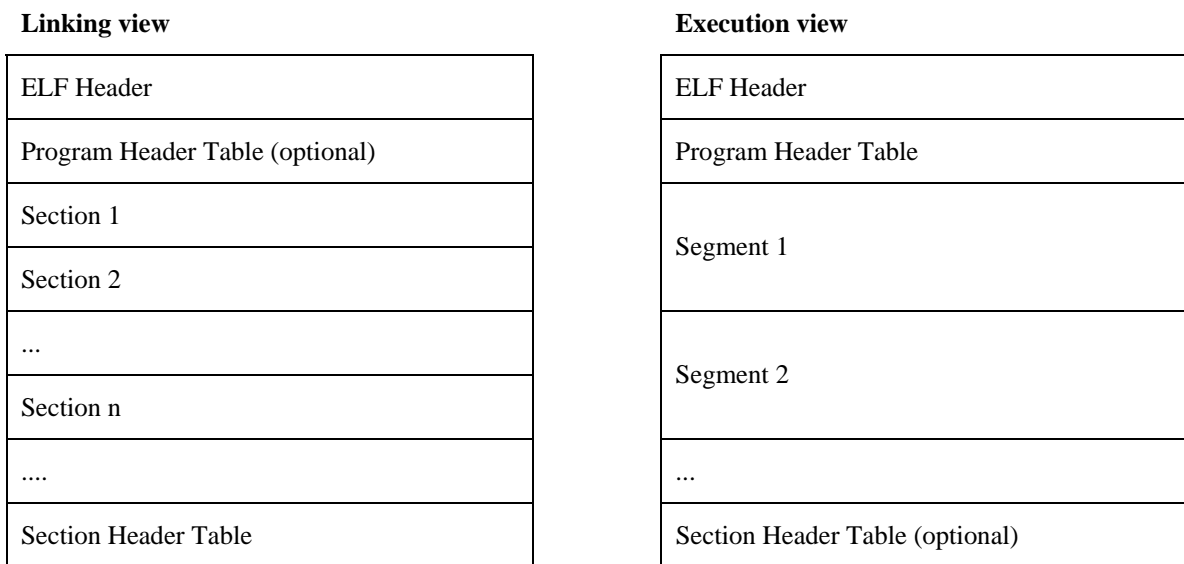 Linking view
ELF Header
Program Header Table (optional)
Section 1
Section 2
...
Section n
....
Section Header Table
Execution view
ELF Header
Program Header Table
Segment 1
Segment 2
...
Section Header Table (optional)